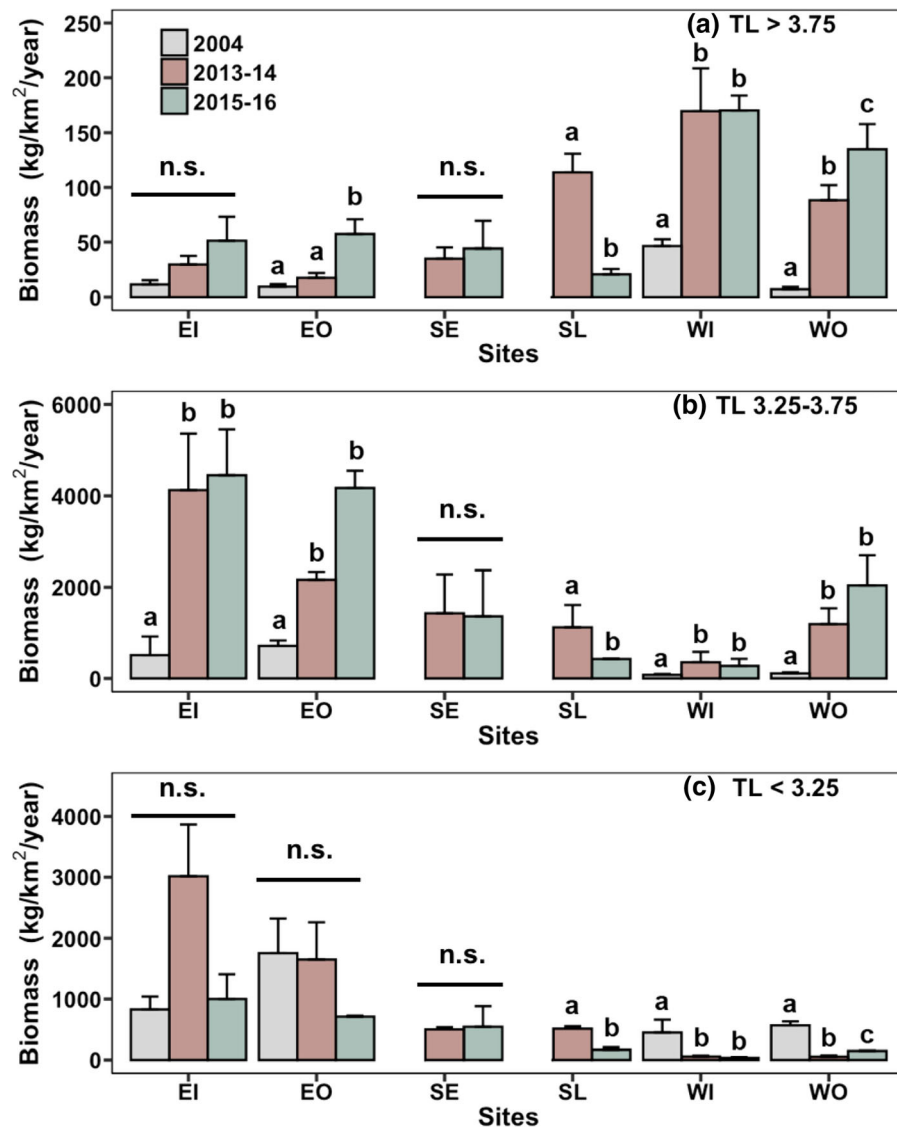 (a) TL > 3.75
2004
2013-14
2015-16
Biomass (kg/km²/year)
250
200
150
100
50
0
n.s.
a a b
n.s.
a b
a b b
a b c
EI EO SE SL WI WO
Sites
(b) TL 3.25-3.75
Biomass (kg/km²/year)
6000
4000
2000
0
a b b
a b b
n.s.
a b
a b b
a b b
EI EO SE SL WI WO
Sites
(c) TL < 3.25
Biomass (kg/km²/year)
4000
3000
2000
1000
0
n.s.
n.s.
n.s.
a b
a b b
a b c
EI EO SE SL WI WO
Sites